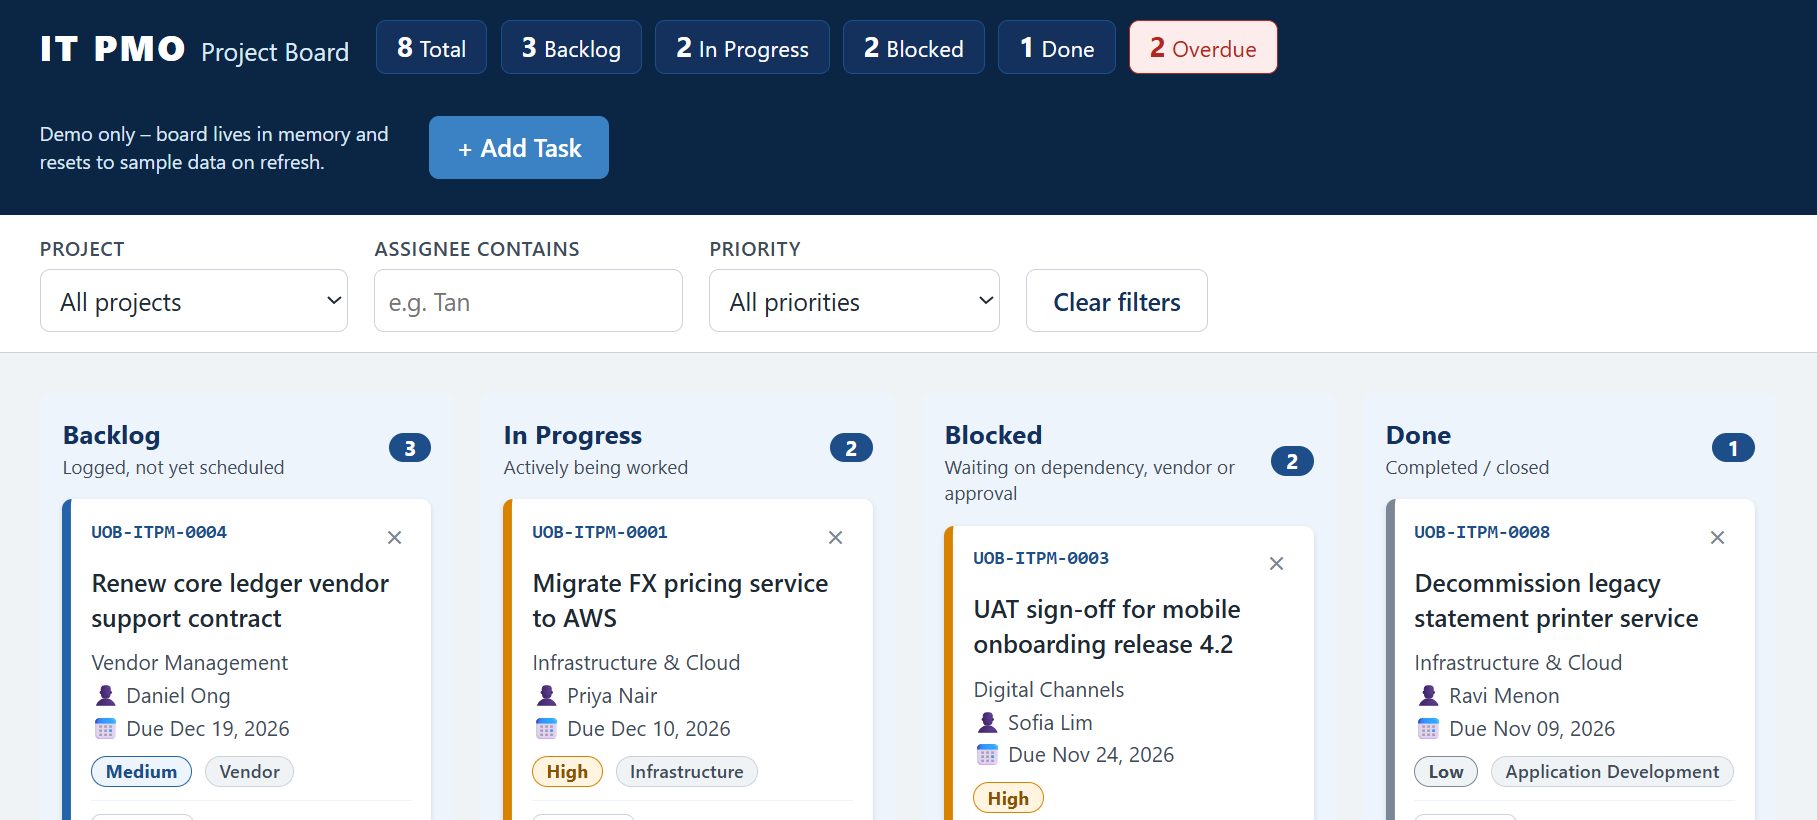 IT PMO Project Board
8 Total
3 Backlog
2 In Progress
2 Blocked
1 Done
2 Overdue
Demo only – board lives in memory and
resets to sample data on refresh.
+ Add Task
PROJECT
All projects
ASSIGNEE CONTAINS
e.g. Tan
PRIORITY
All priorities
Clear filters
Backlog
Logged, not yet scheduled
3
UOB-ITPM-0004
×
Renew core ledger vendor
support contract
Vendor Management
Daniel Ong
Due Dec 19, 2026
Medium
Vendor
In Progress
Actively being worked
2
UOB-ITPM-0001
×
Migrate FX pricing service
to AWS
Infrastructure & Cloud
Priya Nair
Due Dec 10, 2026
High
Infrastructure
Blocked
Waiting on dependency, vendor or
approval
2
UOB-ITPM-0003
×
UAT sign-off for mobile
onboarding release 4.2
Digital Channels
Sofia Lim
Due Nov 24, 2026
High
Done
Completed / closed
1
UOB-ITPM-0008
×
Decommission legacy
statement printer service
Infrastructure & Cloud
Ravi Menon
Due Nov 09, 2026
Low
Application Development